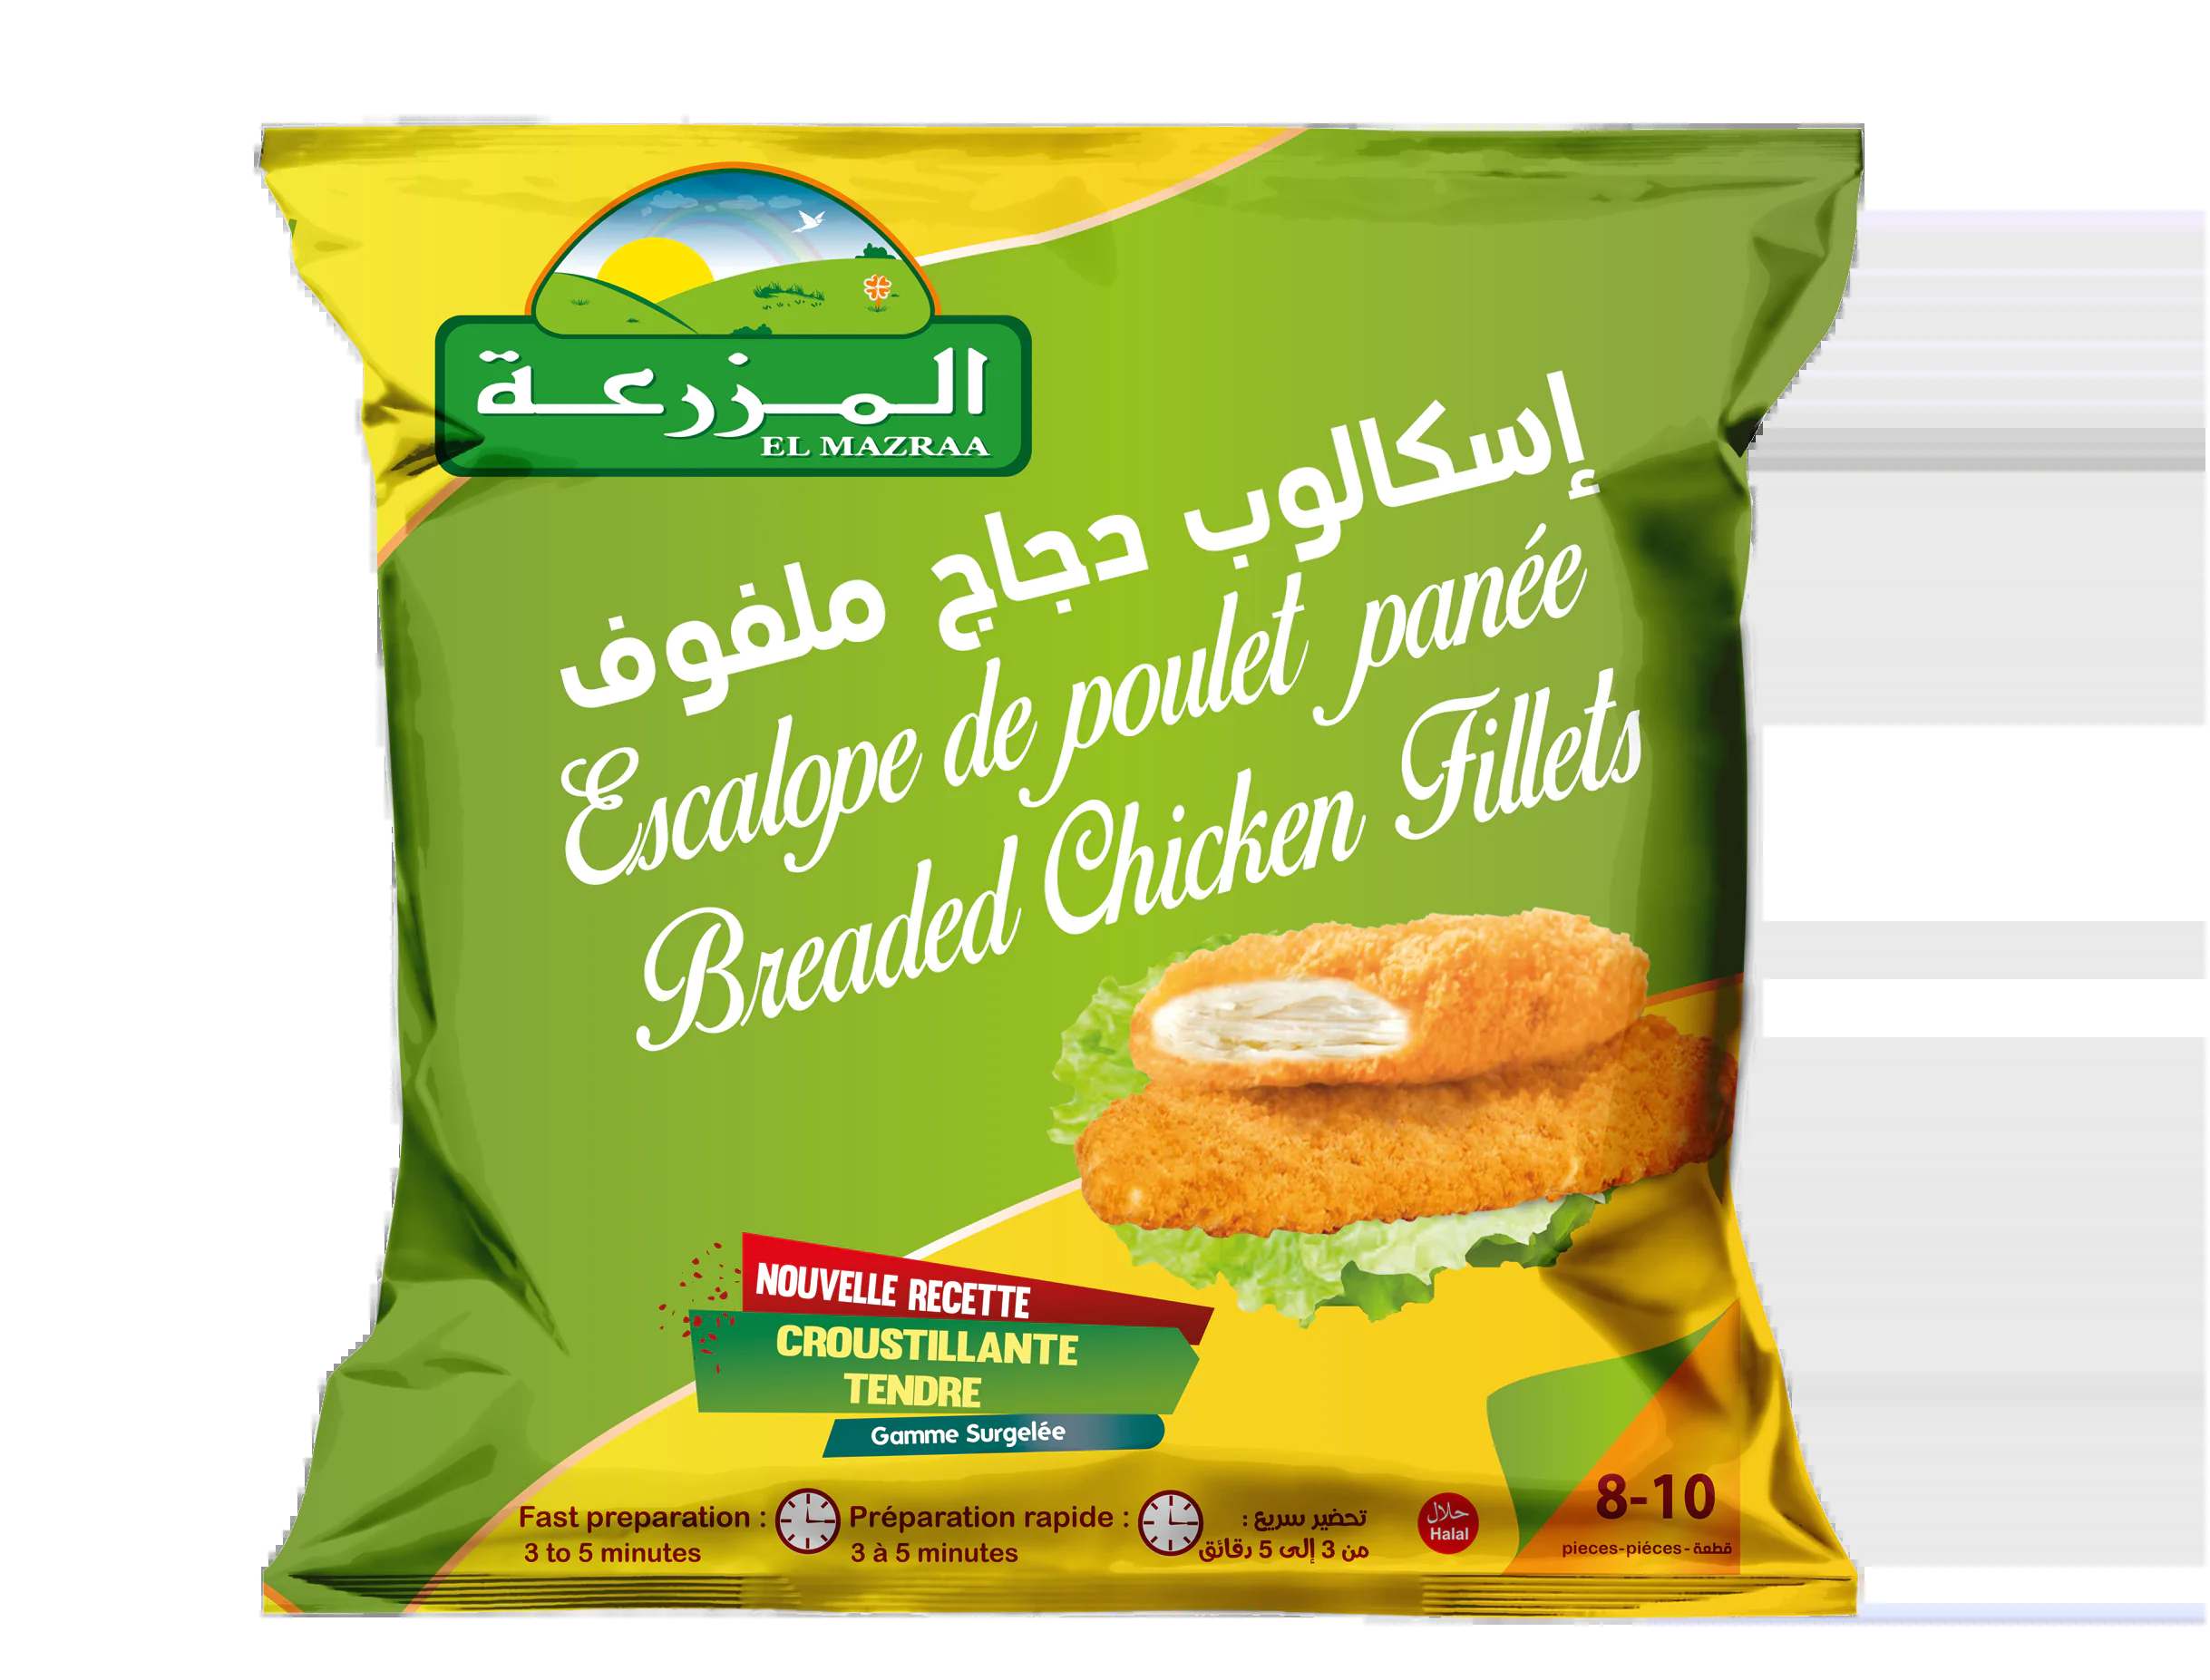 المزرعة
EL MAZRAA
إسكالوب دجاج ملفوف
Escalope de poulet panée
Breaded Chicken Fillets
NOUVELLE RECETTE
CROUSTILLANTE
TENDRE
Gamme Surgelée
Fast preparation :
3 to 5 minutes
Préparation rapide :
3 à 5 minutes
تحضير سريع :
من 3 إلى 5 دقائق
حلال
Halal
8-10
pieces-piéces-قطعة